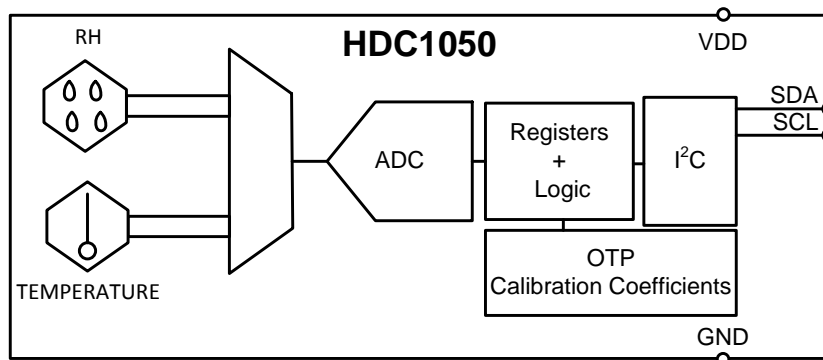 RH
HDC1050
VDD
SDA
SCL
ADC
Registers
+
Logic
I²C
TEMPERATURE
OTP
Calibration Coefficients
GND